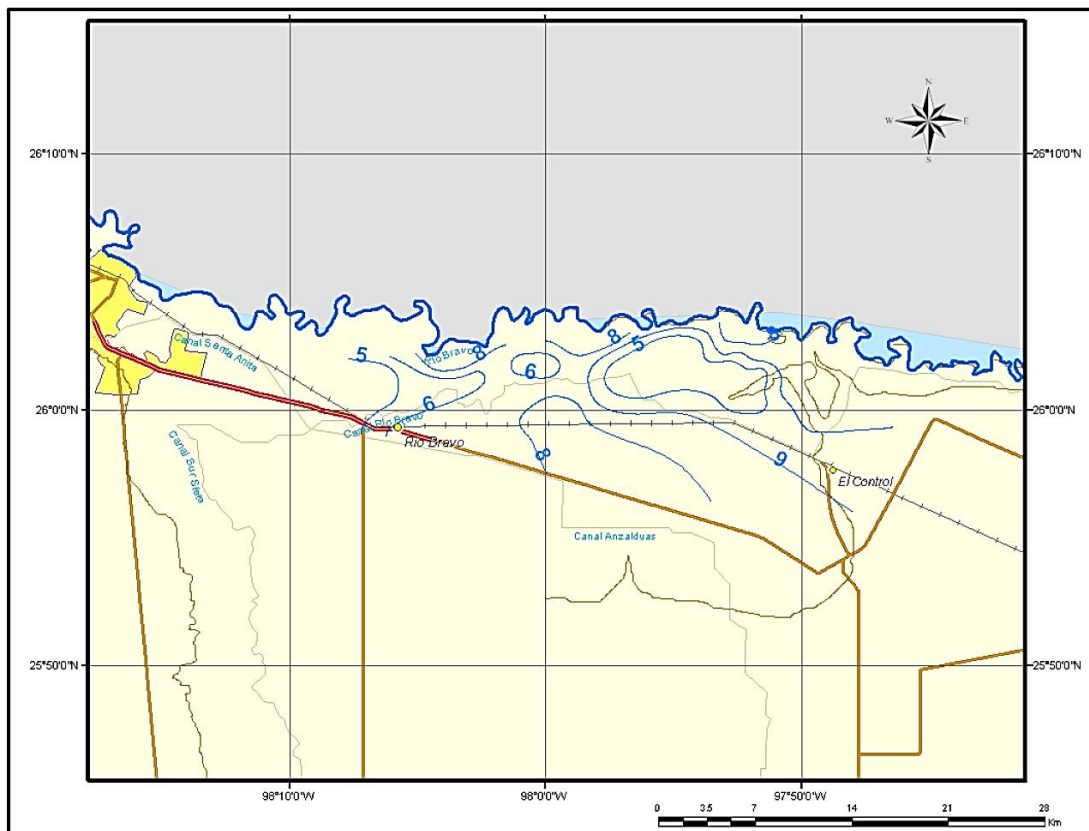 N
W E
S
26°10'0"N 26°10'0"N
Canal Santa Anita
5
Rio Bravo
8
6
8
5
8
6
26°0'0"N 26°0'0"N
Canal Rio Bravo
Rio Bravo
8
9
El Control
Canal Sur Siete
Canal Anzalduas
25°50'0"N 25°50'0"N
98°10'0"W 98°0'0"W 97°50'0"W
0 3.5 7 14 21 28
Km